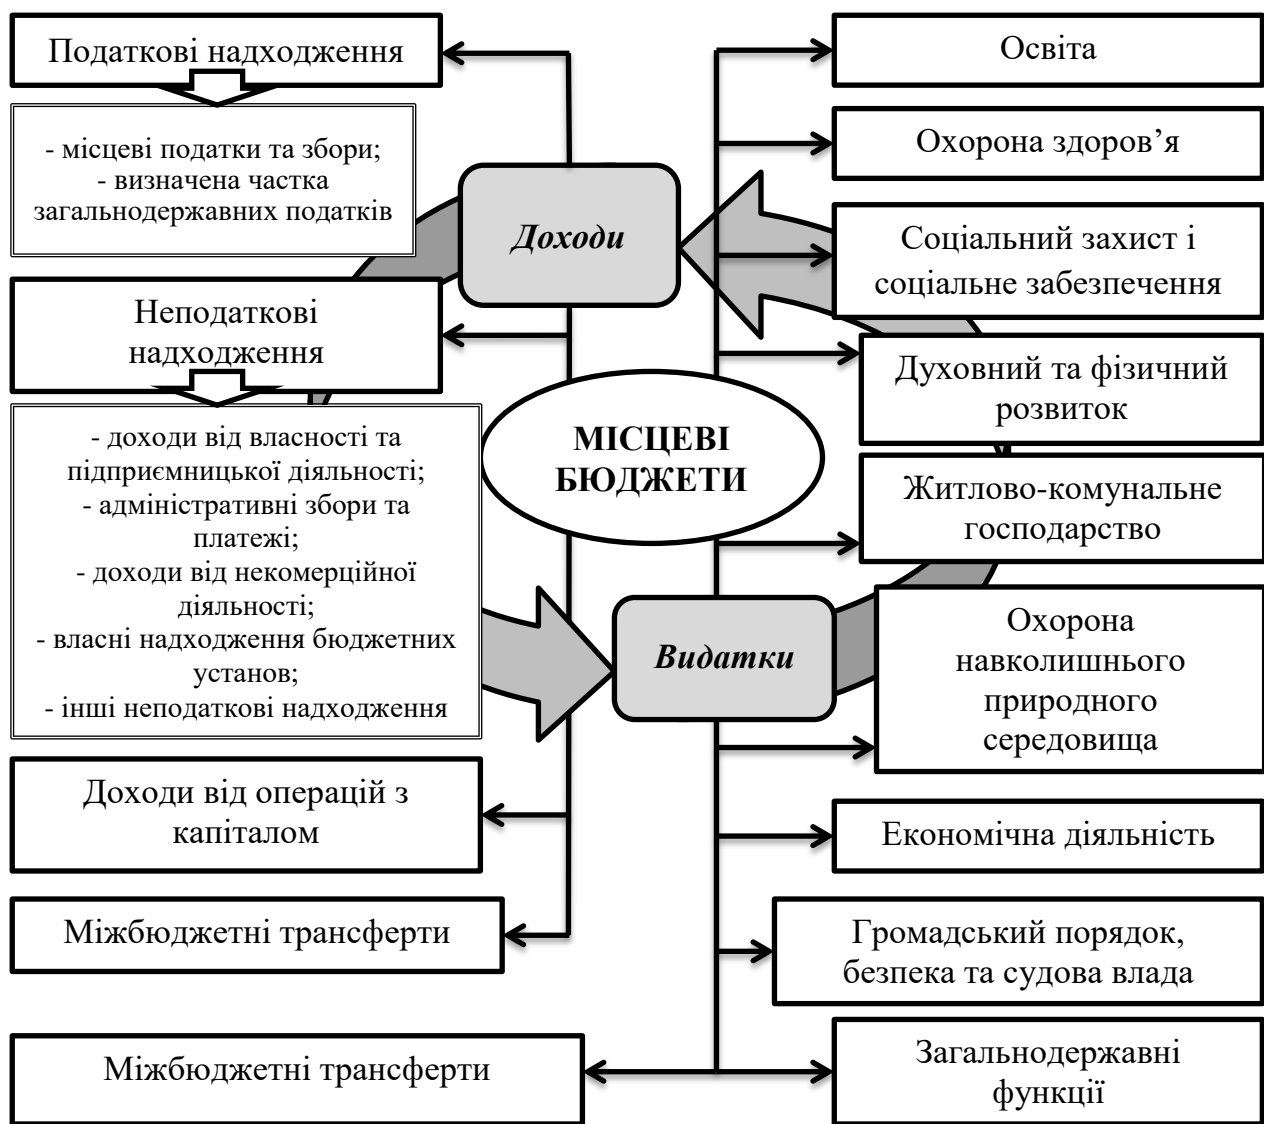 Податкові надходження
- місцеві податки та збори;
- визначена частка
загальнодержавних податків
Доходи
Неподаткові
надходження
- доходи від власності та
підприємницької діяльності;
- адміністративні збори та
платежі;
- доходи від некомерційної
діяльності;
- власні надходження бюджетних
установ;
- інші неподаткові надходження
Доходи від операцій з
капіталом
Міжбюджетні трансферти
Міжбюджетні трансферти
МІСЦЕВІ
БЮДЖЕТИ
Видатки
Освіта
Охорона здоров’я
Соціальний захист і
соціальне забезпечення
Духовний та фізичний
розвиток
Житлово-комунальне
господарство
Охорона
навколишнього
природного
середовища
Економічна діяльність
Громадський порядок,
безпека та судова влада
Загальнодержавні
функції